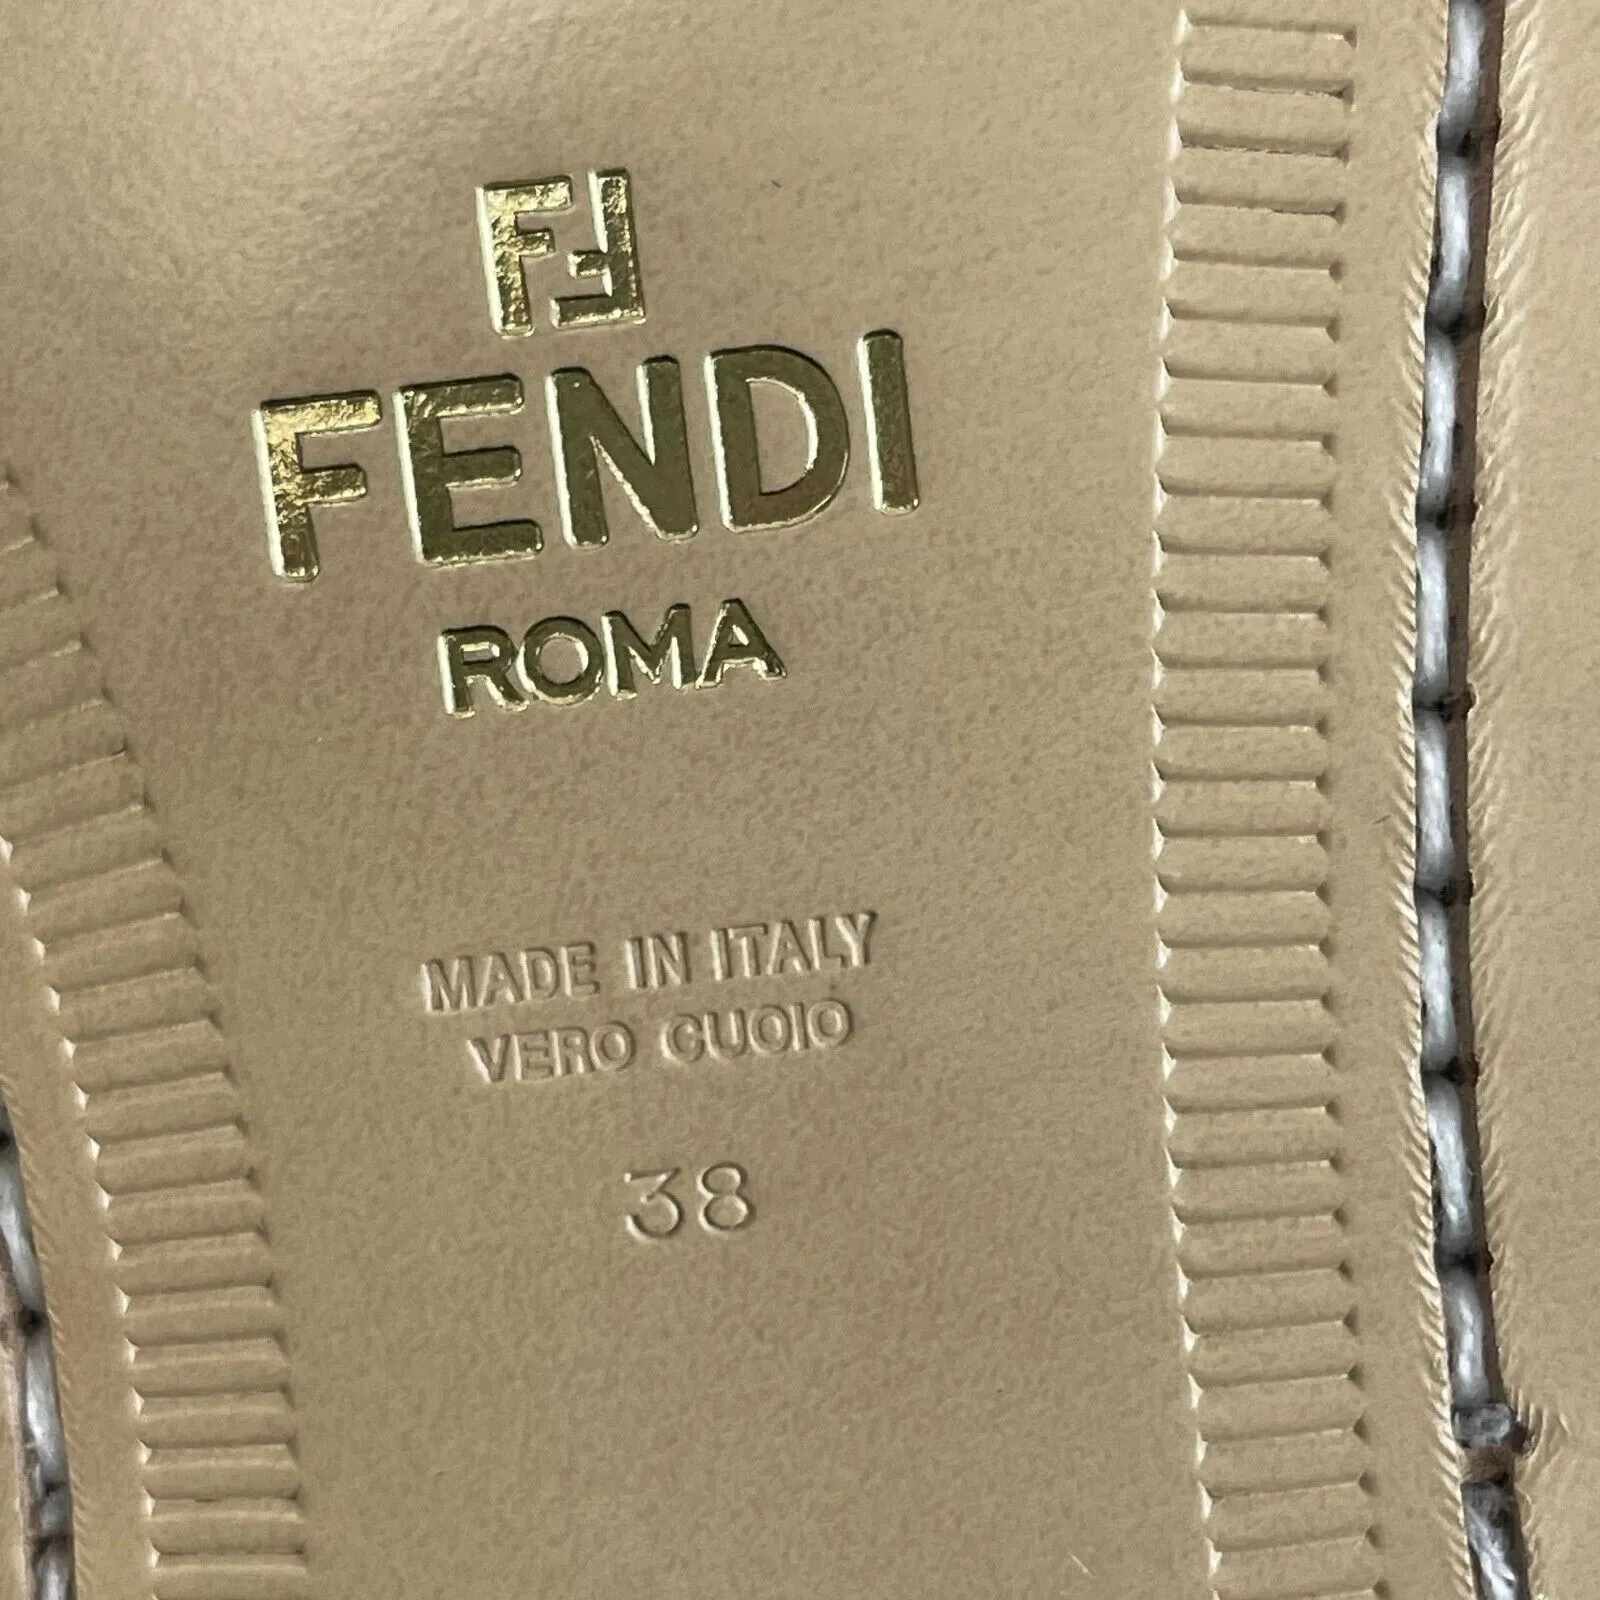 FF
FENDI
ROMA
MADE IN ITALY
VERO CUOIO
38